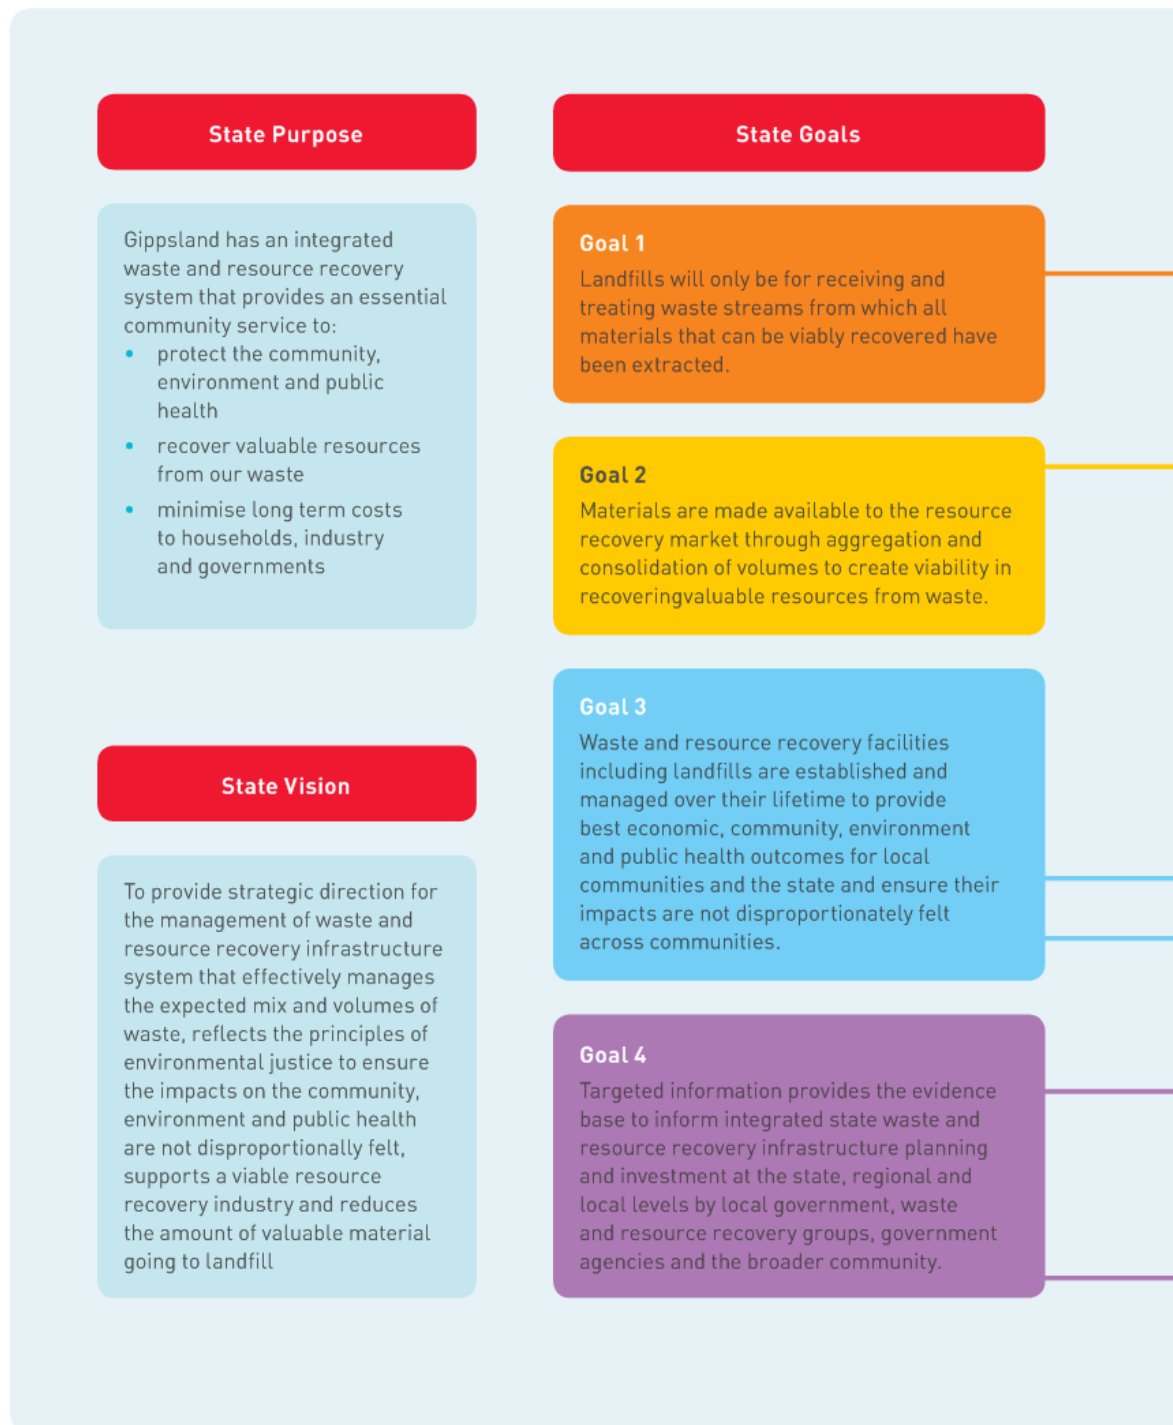 State Purpose
Gippsland has an integrated
waste and resource recovery
system that provides an essential
community service to:
• protect the community,
environment and public
health
• recover valuable resources
from our waste
• minimise long term costs
to households, industry
and governments
State Vision
To provide strategic direction for
the management of waste and
resource recovery infrastructure
system that effectively manages
the expected mix and volumes of
waste, reflects the principles of
environmental justice to ensure
the impacts on the community,
environment and public health
are not disproportionally felt,
supports a viable resource
recovery industry and reduces
the amount of valuable material
going to landfill
State Goals
Goal 1
Landfills will only be for receiving and
treating waste streams from which all
materials that can be viably recovered have
been extracted.
Goal 2
Materials are made available to the resource
recovery market through aggregation and
consolidation of volumes to create viability in
recoveringvaluable resources from waste.
Goal 3
Waste and resource recovery facilities
including landfills are established and
managed over their lifetime to provide
best economic, community, environment
and public health outcomes for local
communities and the state and ensure their
impacts are not disproportionately felt
across communities.
Goal 4
Targeted information provides the evidence
base to inform integrated state waste and
resource recovery infrastructure planning
and investment at the state, regional and
local levels by local government, waste
and resource recovery groups, government
agencies and the broader community.